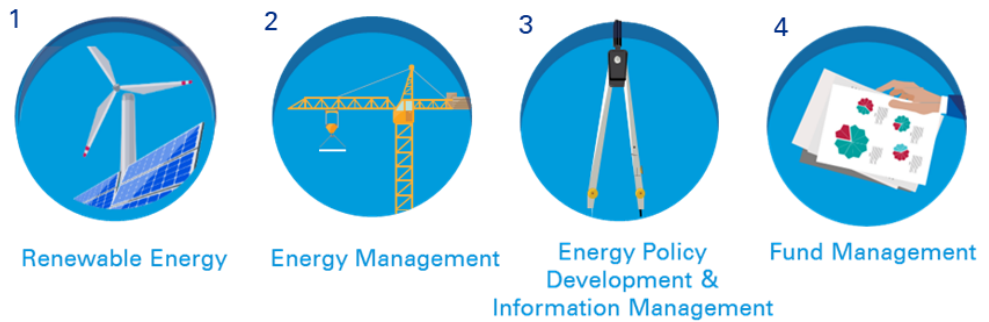 1
Renewable Energy
2
Energy Management
3
Energy Policy
Development &
Information Management
4
Fund Management